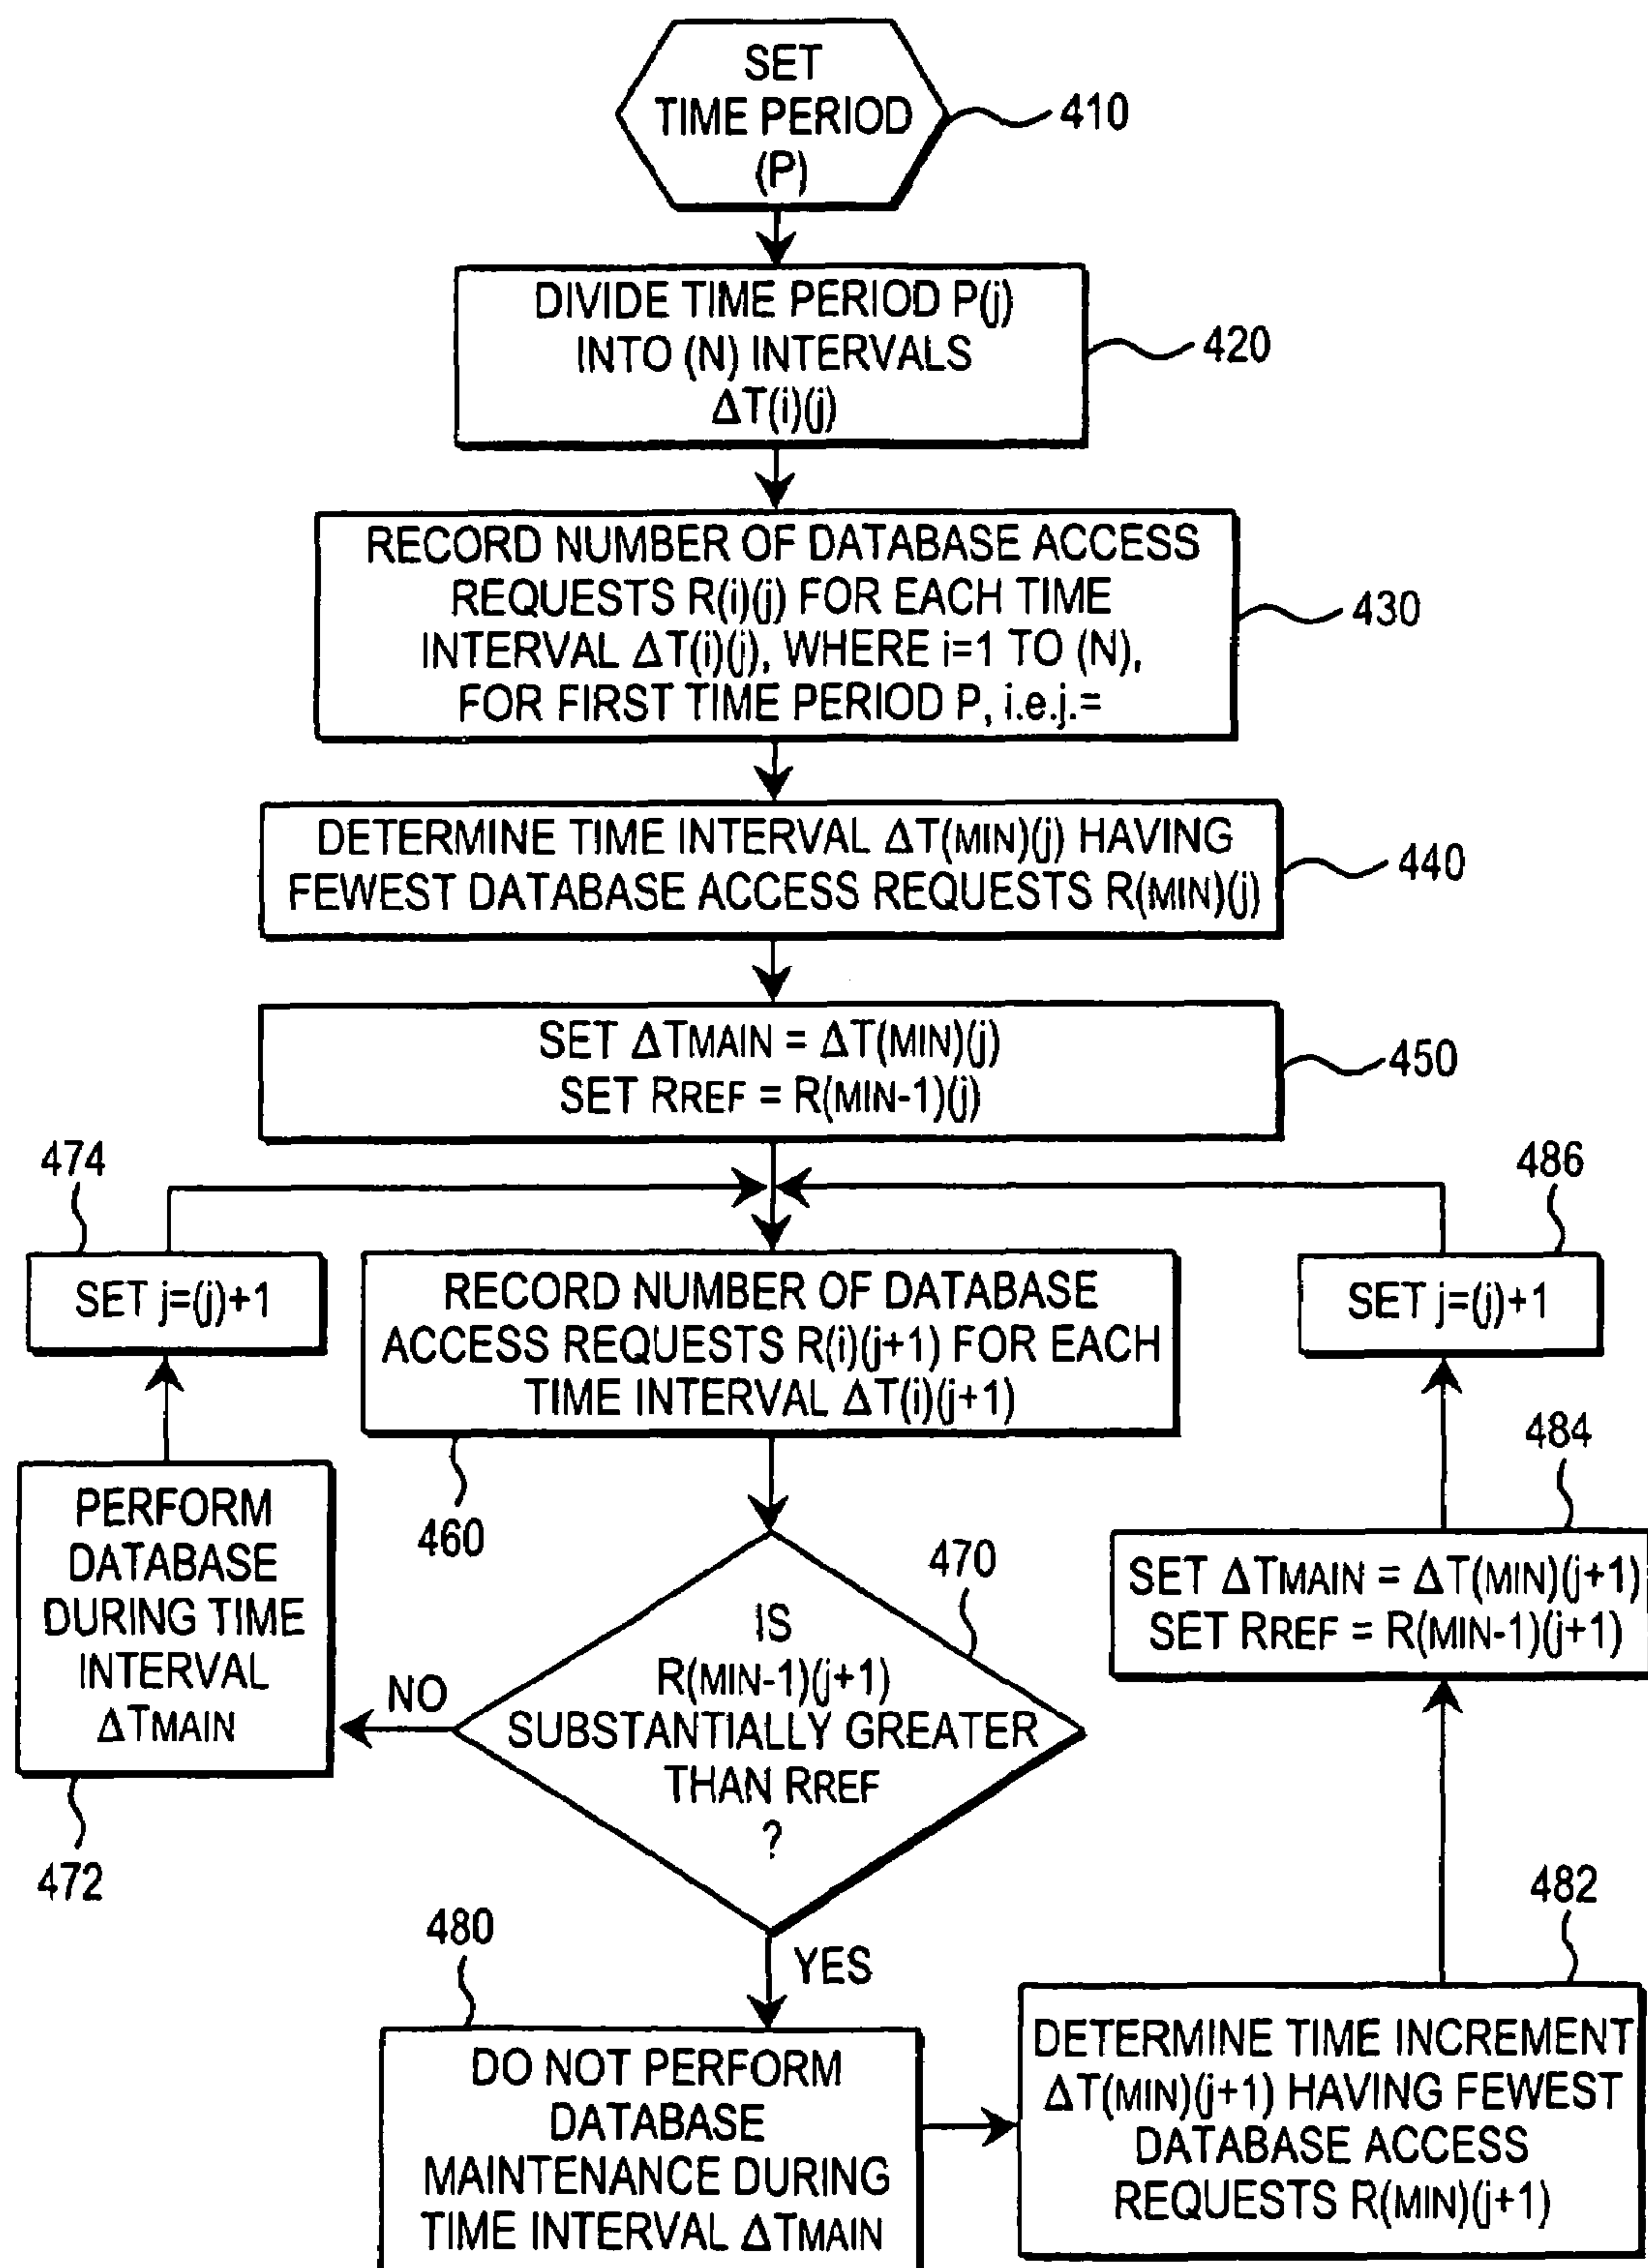 SET
TIME PERIOD
(P)
410
DIVIDE TIME PERIOD P(j)
INTO (N) INTERVALS
ΔT(i)(j)
420
RECORD NUMBER OF DATABASE ACCESS
REQUESTS R(i)(j) FOR EACH TIME
INTERVAL ΔT(i)(j), WHERE i=1 TO (N),
FOR FIRST TIME PERIOD P, i.e.j.=
430
DETERMINE TIME INTERVAL ΔT(MIN)(j) HAVING
FEWEST DATABASE ACCESS REQUESTS R(MIN)(j)
440
SET ΔTMAIN = ΔT(MIN)(j)
SET RREF = R(MIN-1)(j)
450
474
SET j=(j)+1
486
SET j=(j)+1
RECORD NUMBER OF DATABASE
ACCESS REQUESTS R(i)(j+1) FOR EACH
TIME INTERVAL ΔT(i)(j+1)
460
PERFORM
DATABASE
DURING TIME
INTERVAL
ΔTMAIN
472
NO
470
IS
R(MIN-1)(j+1)
SUBSTANTIALLY GREATER
THAN RREF
?
484
SET ΔTMAIN = ΔT(MIN)(j+1)
SET RREF = R(MIN-1)(j+1)
YES
480
DO NOT PERFORM
DATABASE
MAINTENANCE DURING
TIME INTERVAL ΔTMAIN
482
DETERMINE TIME INCREMENT
ΔT(MIN)(j+1) HAVING FEWEST
DATABASE ACCESS
REQUESTS R(MIN)(j+1)